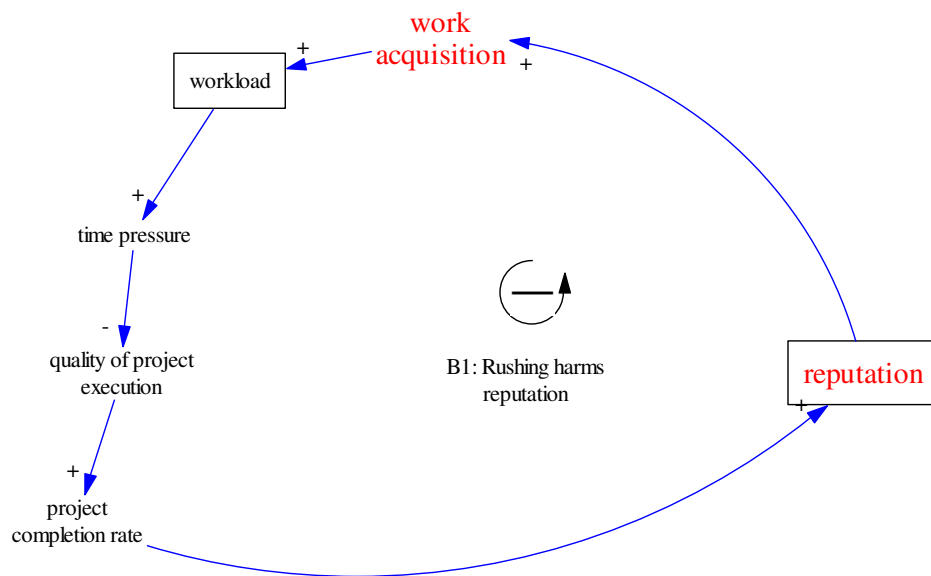 work
acquisition
+
+
workload
+
time pressure
-
quality of project
execution
B1: Rushing harms
reputation
reputation
+
+
project
completion rate